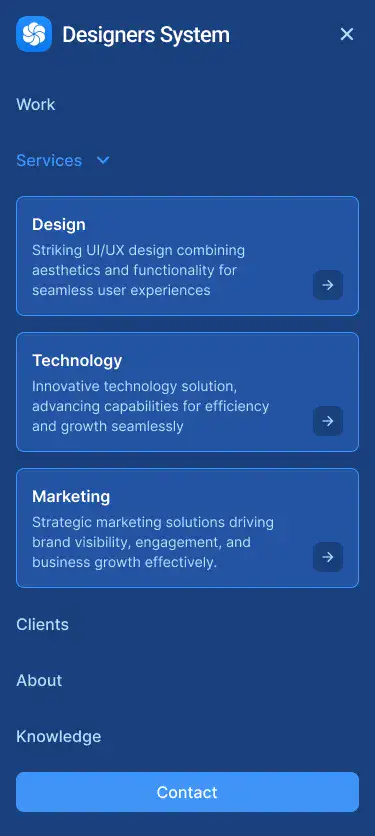 Designers System
Work
Services
Design
Striking UI/UX design combining
aesthetics and functionality for
seamless user experiences
Technology
Innovative technology solution,
advancing capabilities for efficiency
and growth seamlessly
Marketing
Strategic marketing solutions driving
brand visibility, engagement, and
business growth effectively.
Clients
About
Knowledge
Contact